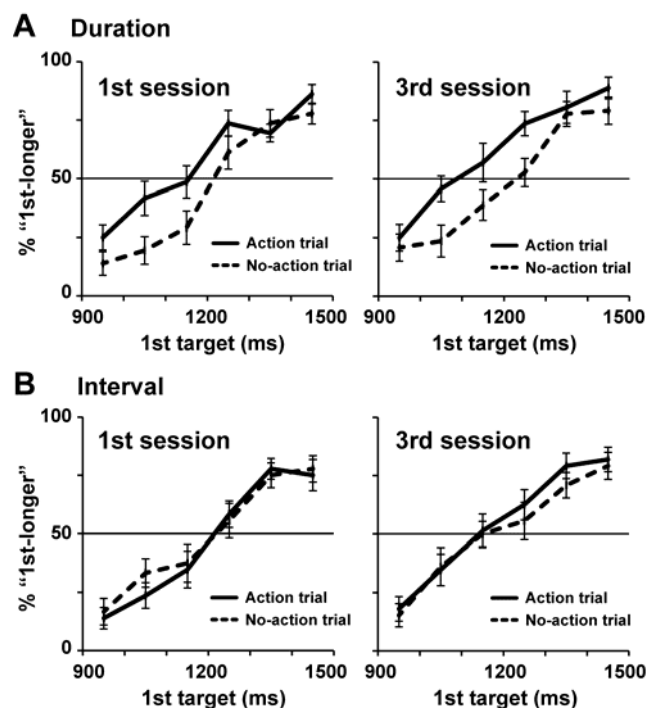 A Duration
% "1st-longer"
100
50
0
1st session
Action trial
No-action trial
900 1200 1500
1st target (ms)
3rd session
Action trial
No-action trial
900 1200 1500
1st target (ms)
B Interval
% "1st-longer"
100
50
0
1st session
Action trial
No-action trial
900 1200 1500
1st target (ms)
3rd session
Action trial
No-action trial
900 1200 1500
1st target (ms)